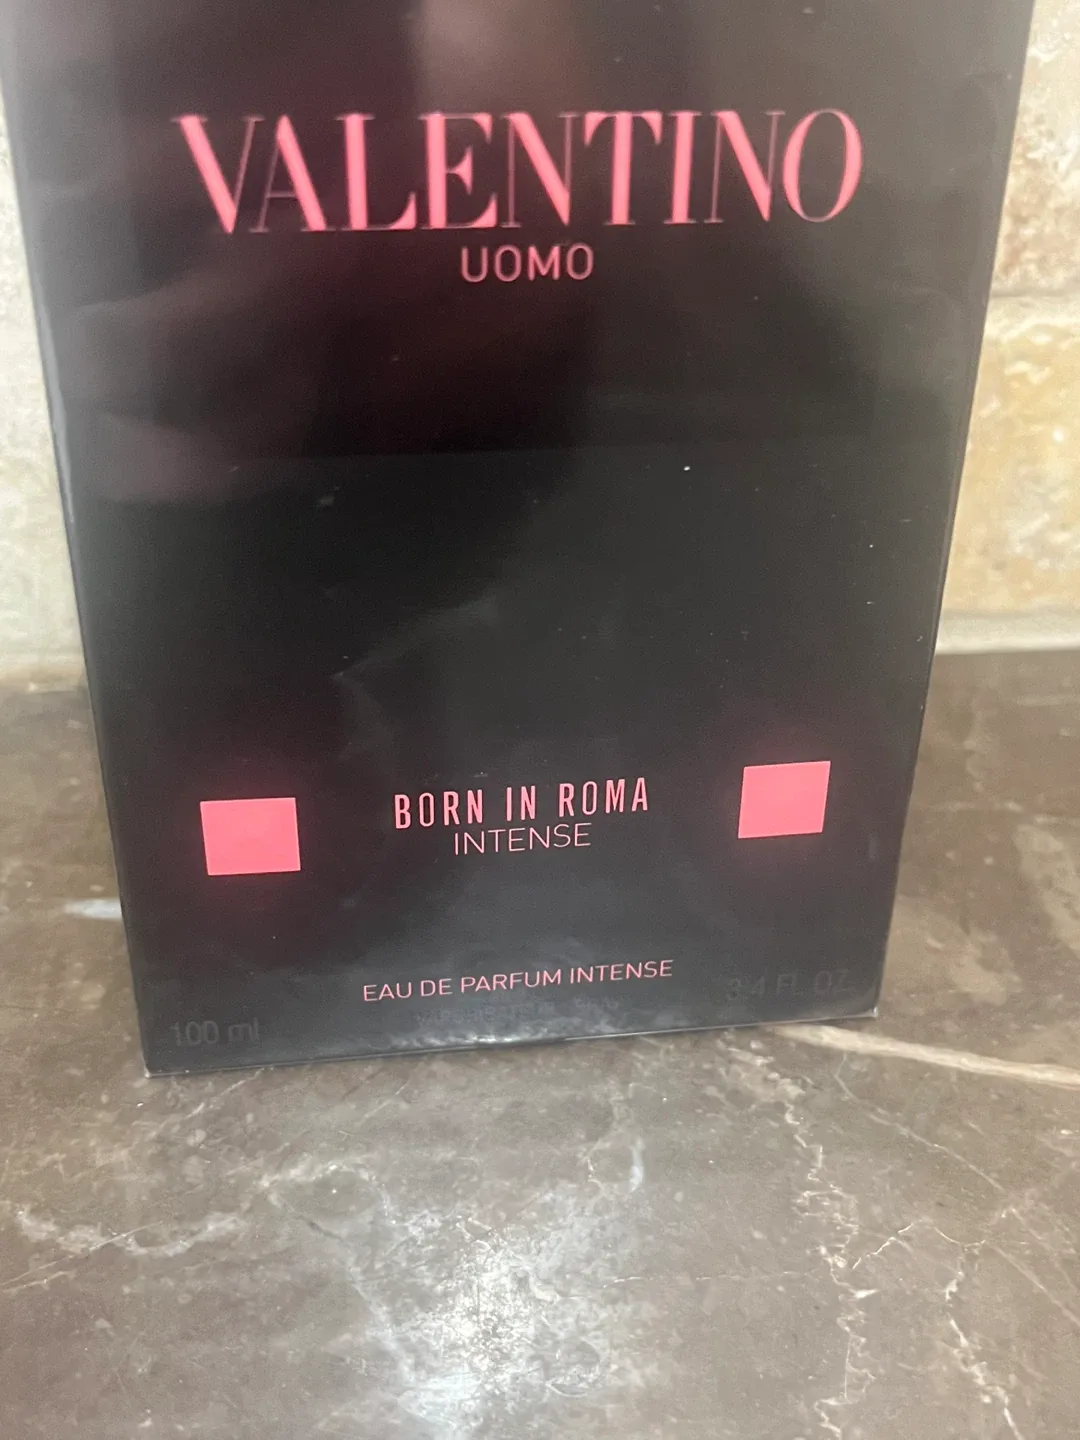 VALENTINO
UOMO
BORN IN ROMA
INTENSE
EAU DE PARFUM INTENSE
100 ml
3.4 FL. OZ